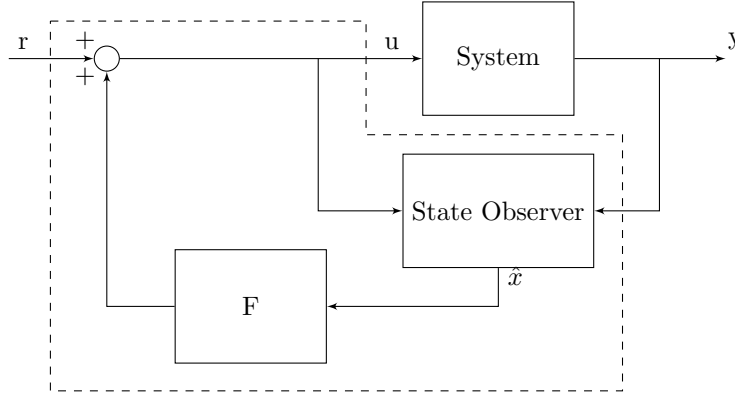 r
+
+
u
System
y
State Observer
x̂
F